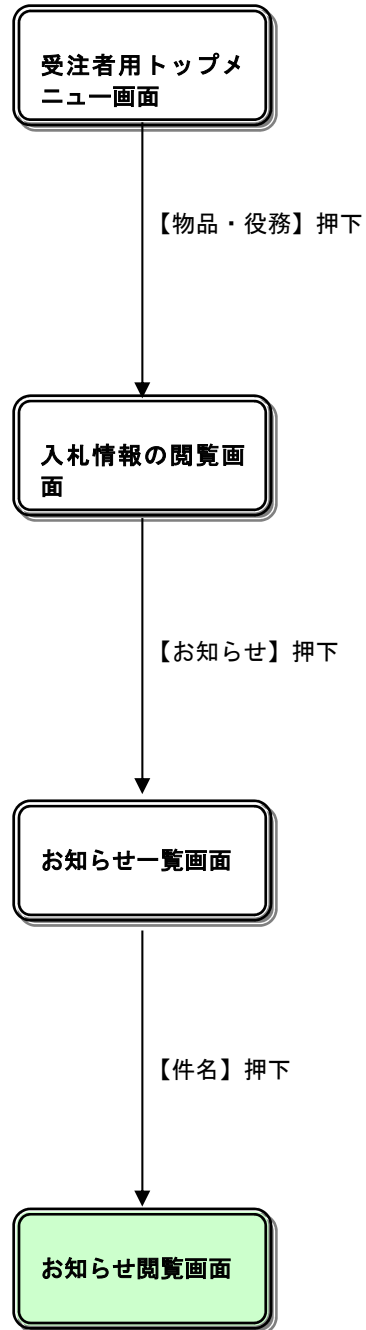 受注者用トップメ
ニュー画面
【物品・役務】押下
入札情報の閲覧画
面
【お知らせ】押下
お知らせ一覧画面
【件名】押下
お知らせ閲覧画面